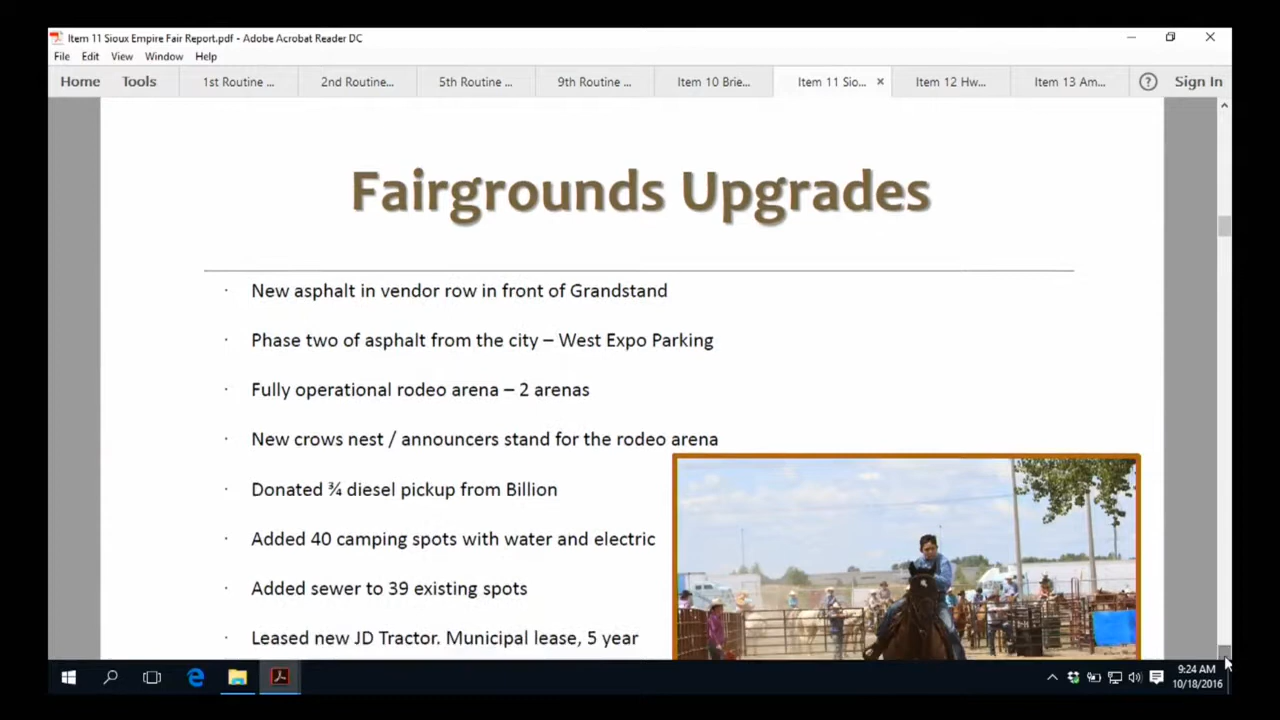 Item 11 Sioux Empire Fair Report.pdf - Adobe Acrobat Reader DC
File Edit View Window Help
Home Tools 1st Routine ... 2nd Routine... 5th Routine ... 9th Routine ... Item 10 Brie... Item 11 Sio... × Item 12 Hw... Item 13 Am... ? Sign In
Fairgrounds Upgrades
· New asphalt in vendor row in front of Grandstand
· Phase two of asphalt from the city – West Expo Parking
· Fully operational rodeo arena – 2 arenas
· New crows nest / announcers stand for the rodeo arena
· Donated ¾ diesel pickup from Billion
· Added 40 camping spots with water and electric
· Added sewer to 39 existing spots
· Leased new JD Tractor. Municipal lease, 5 year
9:24 AM
10/18/2016